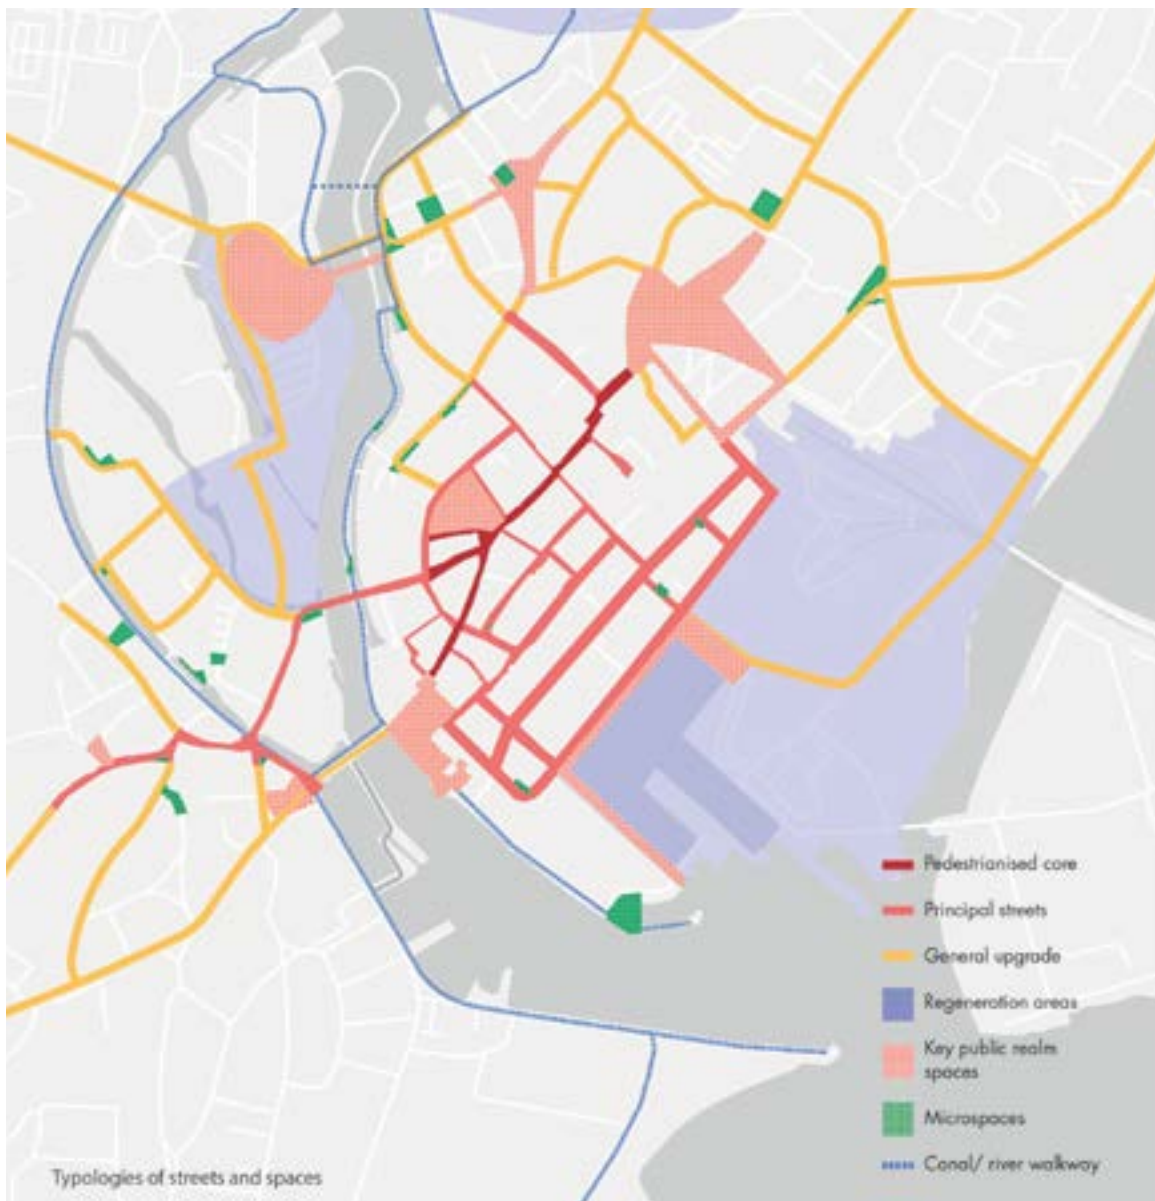 Pedestrianised core
Principal streets
General upgrade
Regeneration areas
Key public realm
spaces
Microspaces
Canal/ river walkway
Typologies of streets and spaces